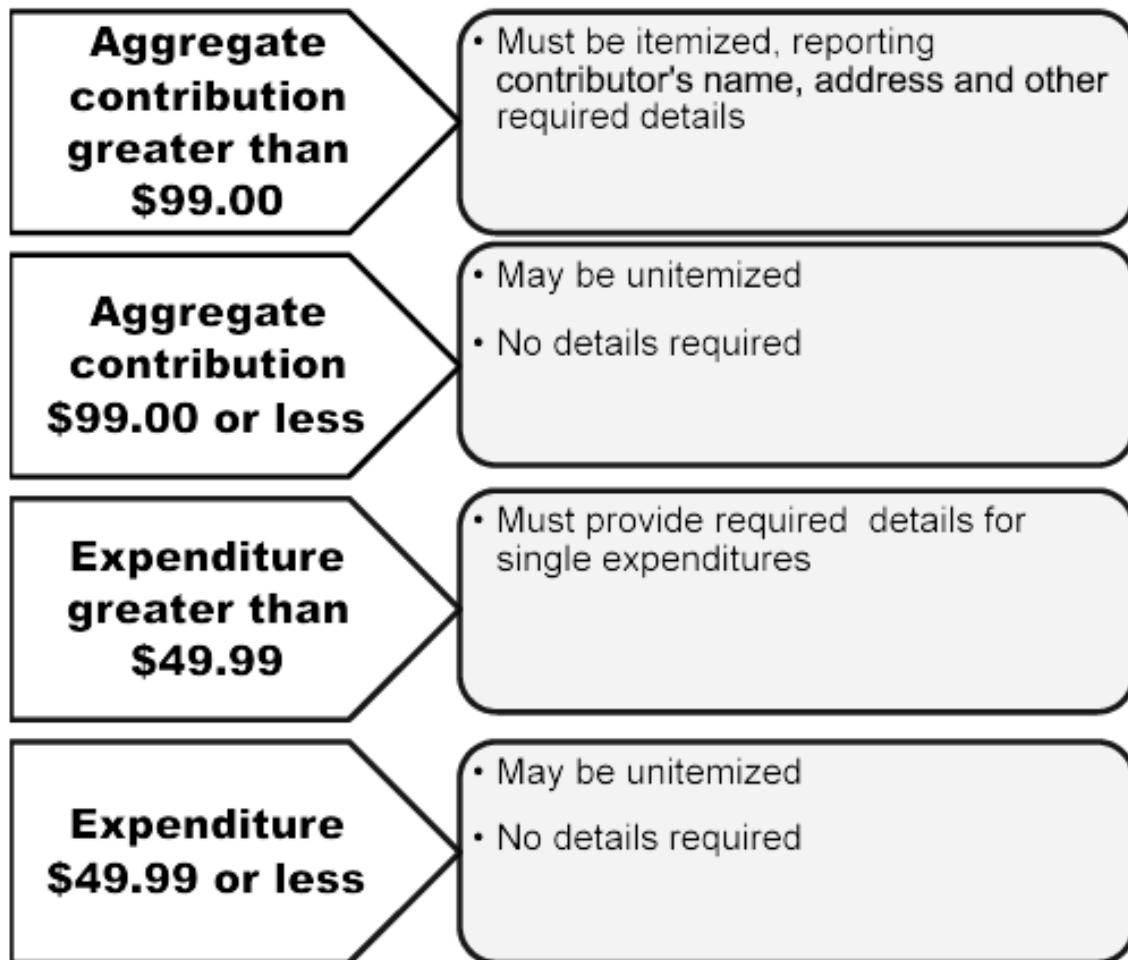 Aggregate
contribution
greater than
$99.00
• Must be itemized, reporting
contributor's name, address and other
required details
Aggregate
contribution
$99.00 or less
• May be unitemized
• No details required
Expenditure
greater than
$49.99
• Must provide required  details for
single expenditures
Expenditure
$49.99 or less
• May be unitemized
• No details required